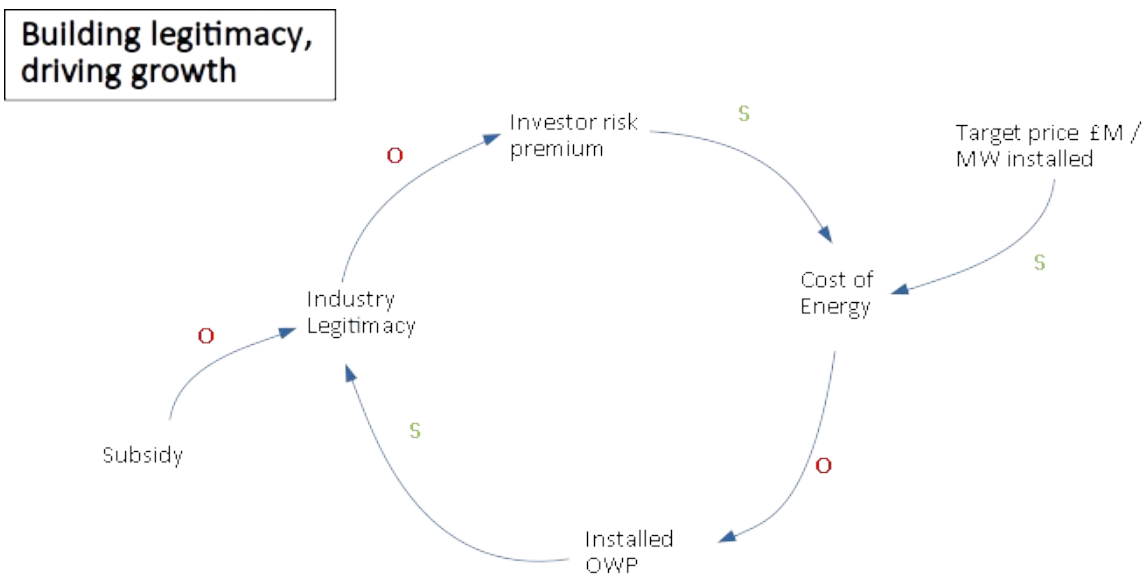 Building legitimacy,
driving growth
S
Investor risk
premium
Target price £M /
MW installed
O
S
Cost of
Energy
Industry
Legitimacy
O
S
Subsidy
O
Installed
OWP